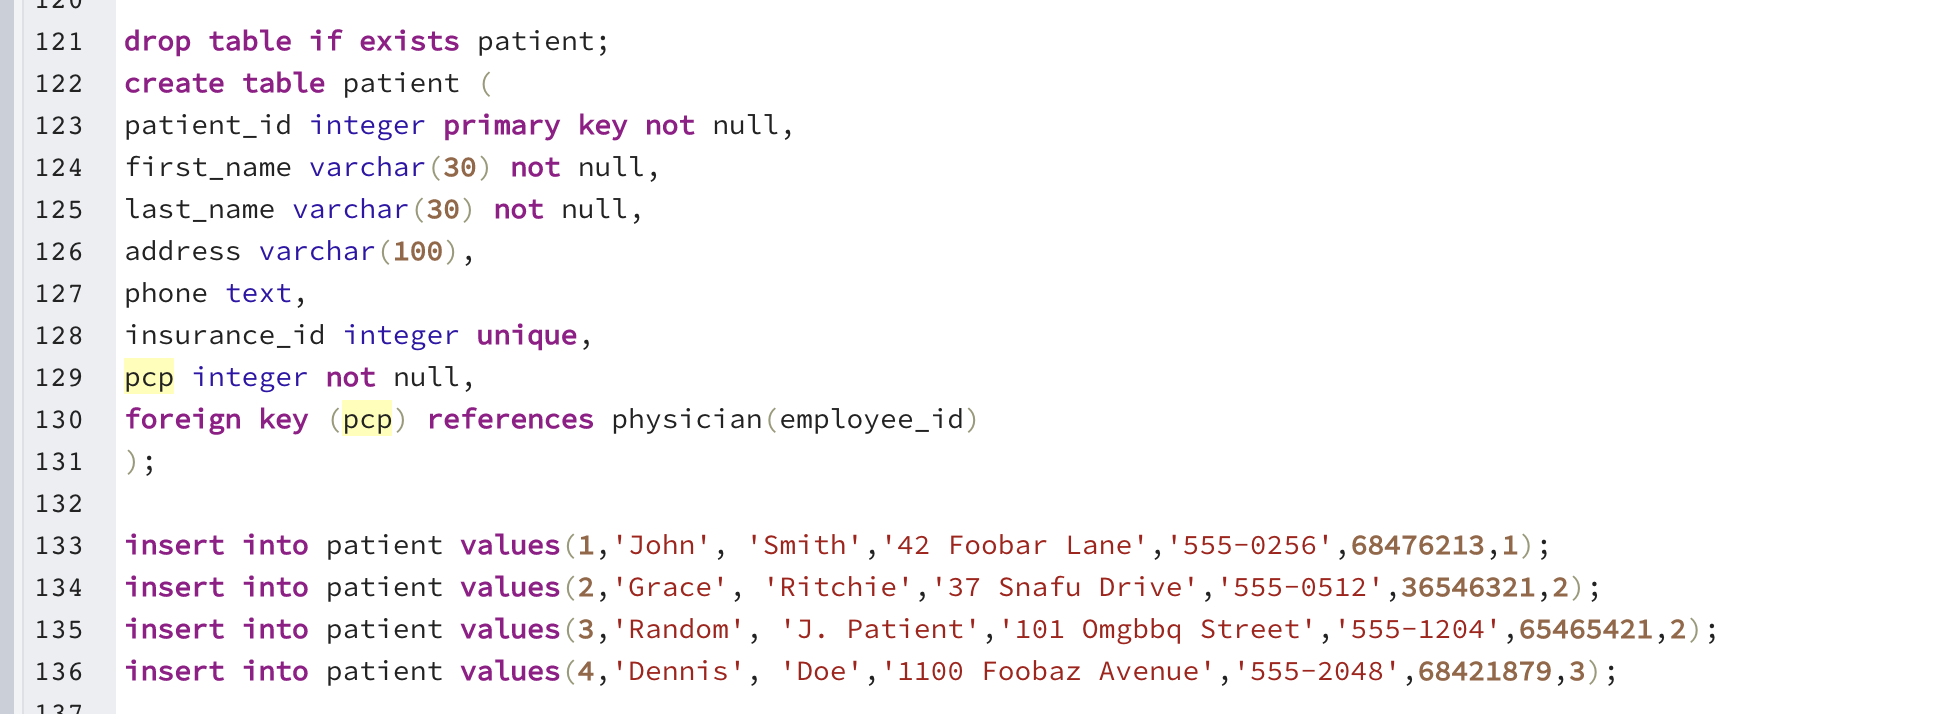 120
121 drop table if exists patient;
122 create table patient (
123 patient_id integer primary key not null,
124 first_name varchar(30) not null,
125 last_name varchar(30) not null,
126 address varchar(100),
127 phone text,
128 insurance_id integer unique,
129 pcp integer not null,
130 foreign key (pcp) references physician(employee_id)
131 );
132
133 insert into patient values(1,'John', 'Smith','42 Foobar Lane','555-0256',68476213,1);
134 insert into patient values(2,'Grace', 'Ritchie','37 Snafu Drive','555-0512',36546321,2);
135 insert into patient values(3,'Random', 'J. Patient','101 Omgbbq Street','555-1204',65465421,2);
136 insert into patient values(4,'Dennis', 'Doe','1100 Foobaz Avenue','555-2048',68421879,3);
137